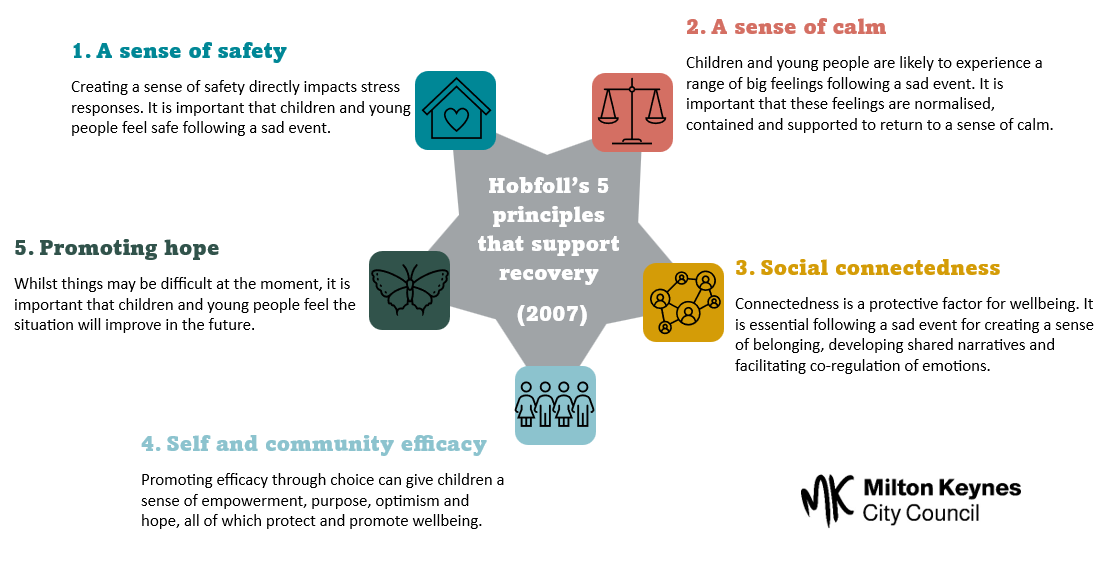 1. A sense of safety
Creating a sense of safety directly impacts stress
responses. It is important that children and young
people feel safe following a sad event.
2. A sense of calm
Children and young people are likely to experience a
range of big feelings following a sad event. It is
important that these feelings are normalised,
contained and supported to return to a sense of calm.
Hobfoll's 5
principles
that support
recovery
(2007)
3. Social connectedness
Connectedness is a protective factor for wellbeing. It
is essential following a sad event for creating a sense
of belonging, developing shared narratives and
facilitating co-regulation of emotions.
4. Self and community efficacy
Promoting efficacy through choice can give children a
sense of empowerment, purpose, optimism and
hope, all of which protect and promote wellbeing.
5. Promoting hope
Whilst things may be difficult at the moment, it is
important that children and young people feel the
situation will improve in the future.
MK
Milton Keynes
City Council